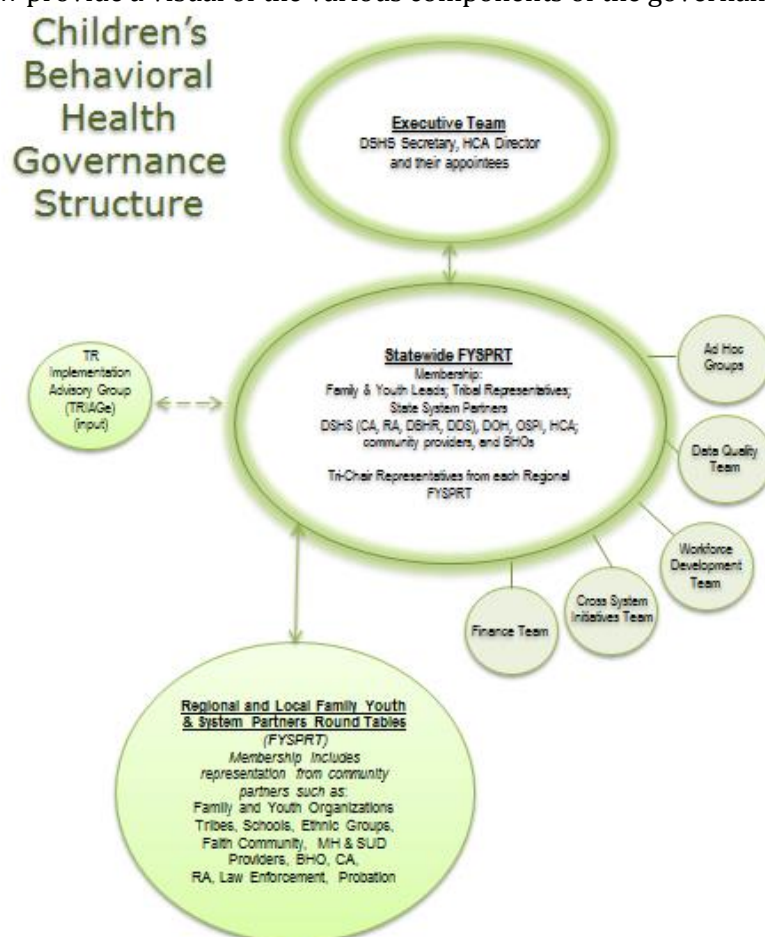 provide a visual of the various components of the governan
Children's
Behavioral
Health
Governance
Structure
Executive Team
DSHS Secretary, HCA Director
and their appointees
Statewide FYSPRT
Membership:
Family & Youth Leads; Tribal Representatives;
State System Partners
DSHS (CA, RA, DBHR, DDS), DOH, OSPI, HCA;
community providers, and BHOs
Tri-Chair Representatives from each Regional
FYSPRT
TR
Implementation
Advisory Group
(TRIAGe)
(input)
Ad Hoc
Groups
Data Quality
Team
Workforce
Development
Team
Cross System
Initiatives Team
Finance Team
Regional and Local Family Youth
& System Partners Round Tables
(FYSPRT)
Membership includes
representation from community
partners such as:
Family and Youth Organizations
Tribes, Schools, Ethnic Groups,
Faith Community, MH & SUD
Providers, BHO, CA,
RA, Law Enforcement, Probation